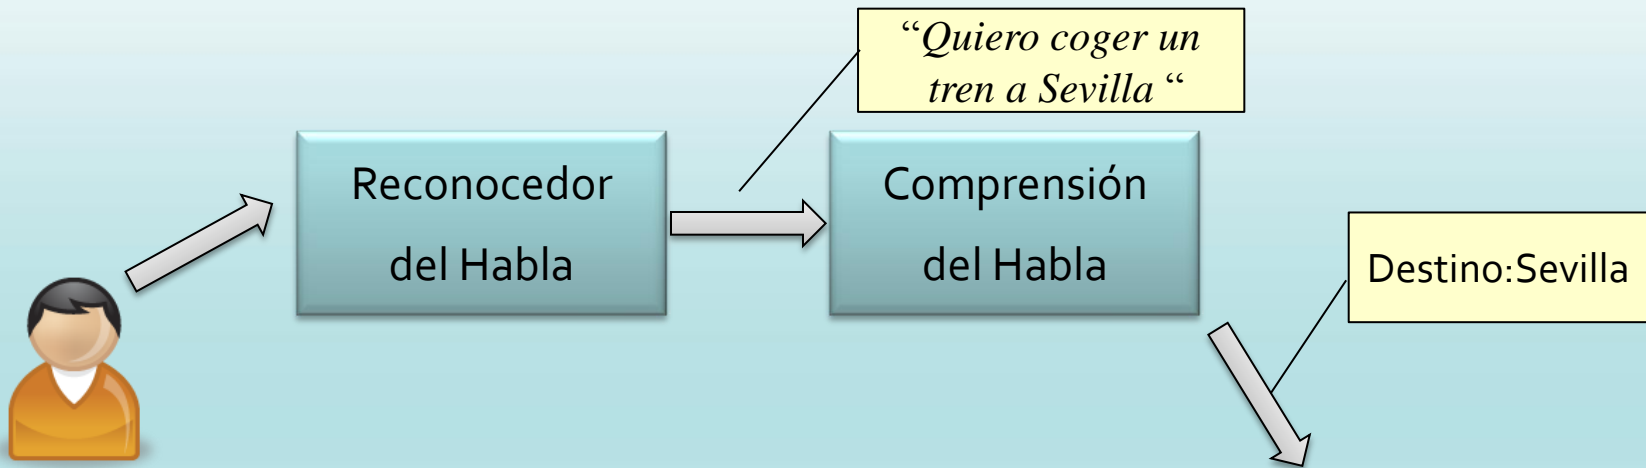 “Quiero coger un
tren a Sevilla “
Reconocedor
del Habla
Comprensión
del Habla
Destino:Sevilla